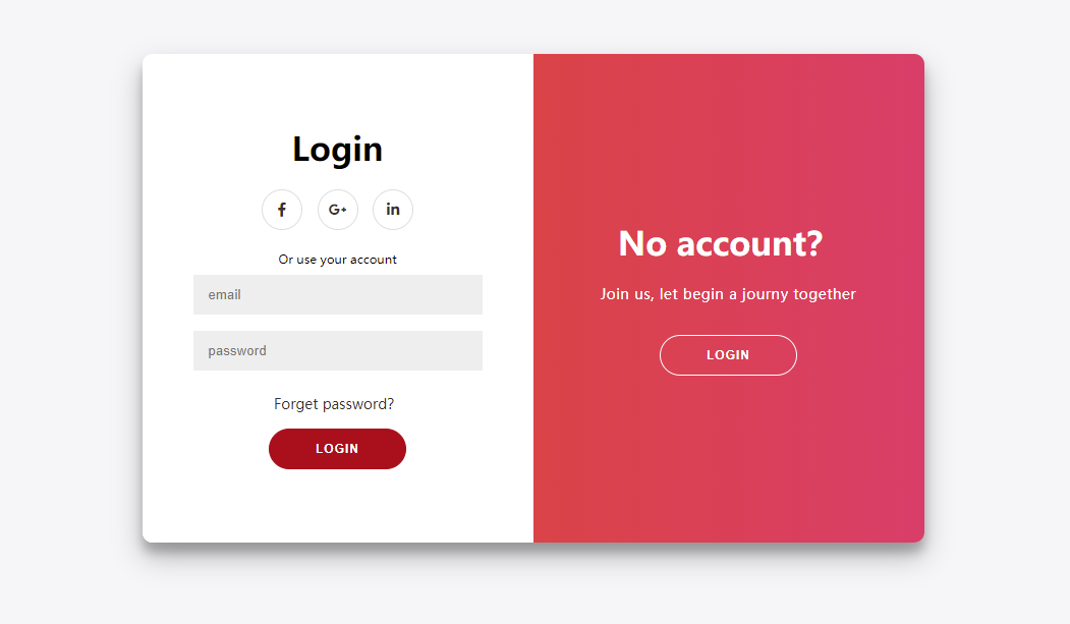 Login
f G+ in
Or use your account
email
password
Forget password?
LOGIN
No account?
Join us, let begin a journy together
LOGIN